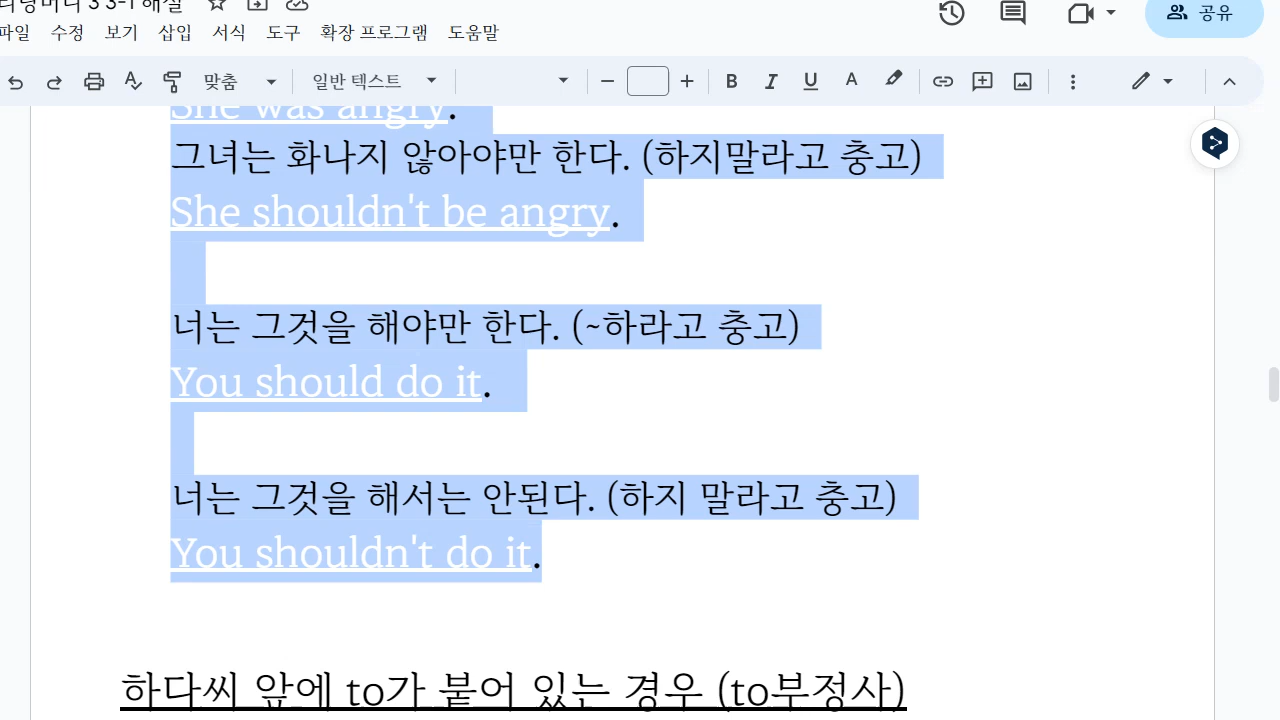 3 3-1 해설
파일 수정 보기 삽입 서식 도구 확장 프로그램 도움말
공유
맞춤 일반 텍스트 B I U A
She was angry.
그녀는 화나지 않아야만 한다. (하지말라고 충고)
She shouldn't be angry.
너는 그것을 해야만 한다. (~하라고 충고)
You should do it.
너는 그것을 해서는 안된다. (하지 말라고 충고)
You shouldn't do it.
하다씨 앞에 to가 붙어 있는 경우 (to부정사)